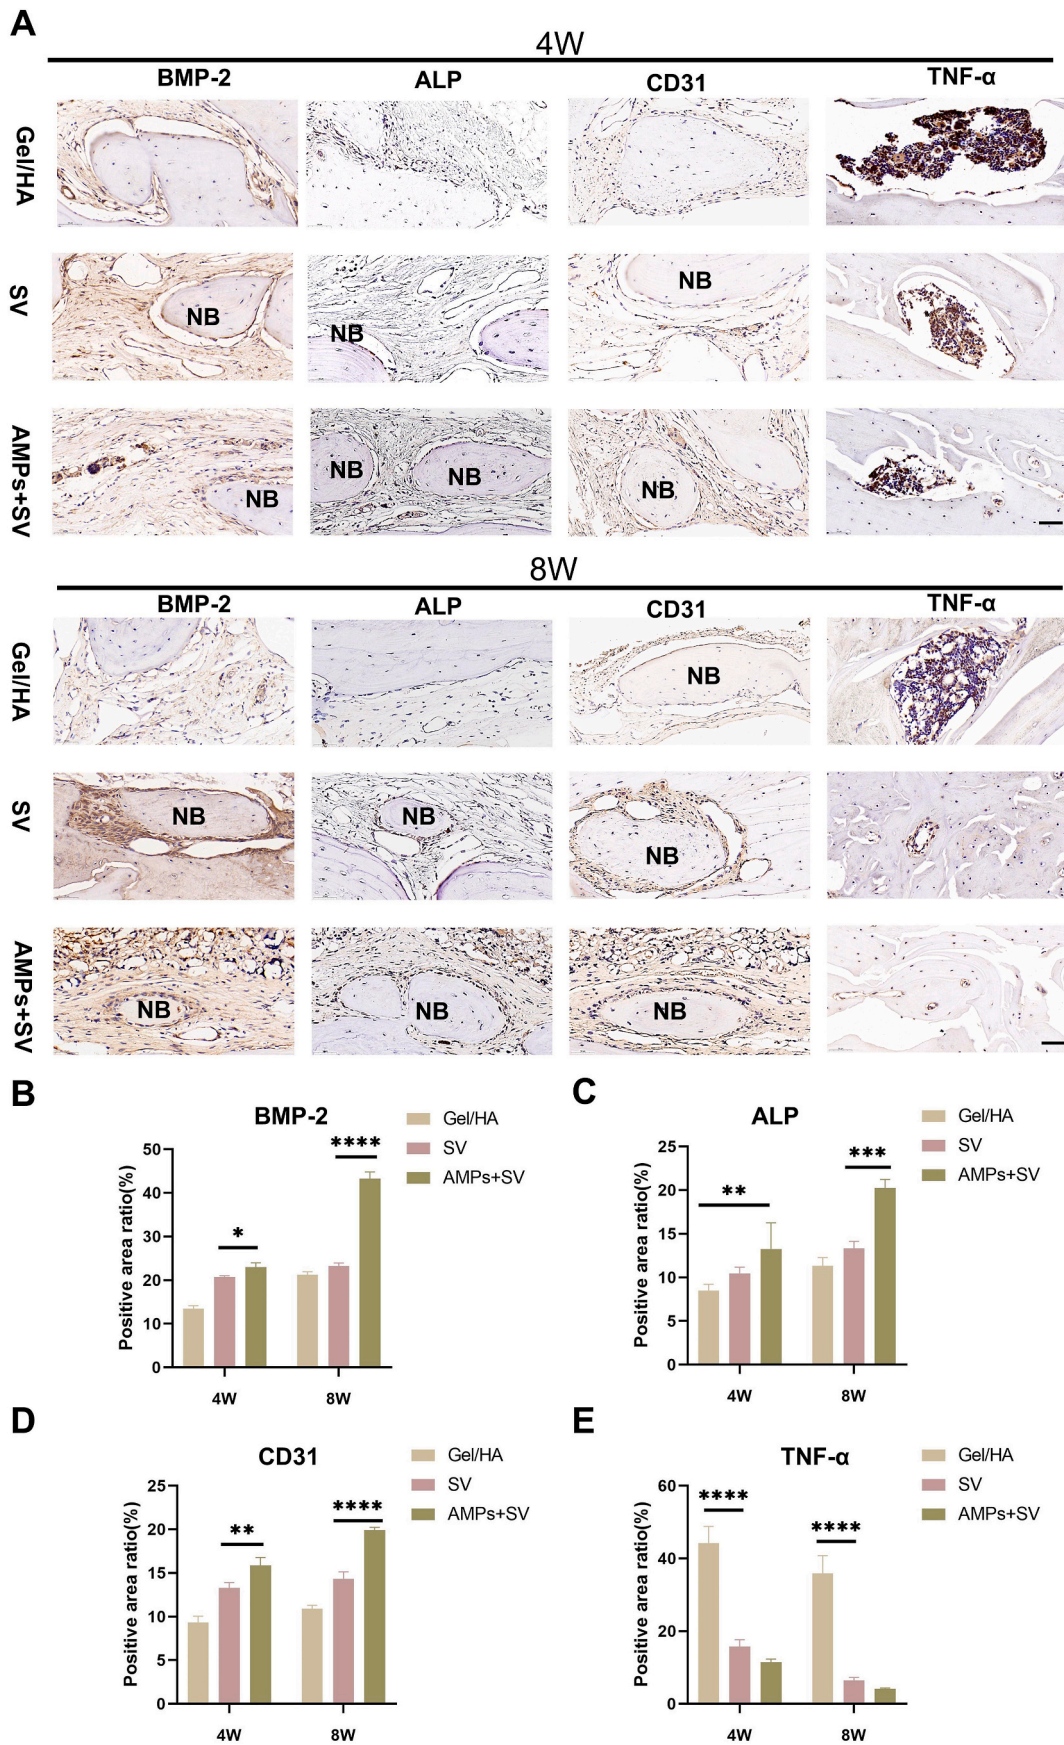 A
4W
BMP-2 ALP CD31 TNF-α
Gel/HA
SV
NB NB NB
AMPs+SV
NB NB NB NB
8W
BMP-2 ALP CD31 TNF-α
Gel/HA
NB
SV
NB NB NB
AMPs+SV
NB NB NB
B
BMP-2
Gel/HA
SV
AMPs+SV
Positive area ratio(%)
50
40
30
20
10
0
*
****
4W 8W
C
ALP
Gel/HA
SV
AMPs+SV
Positive area ratio(%)
25
20
15
10
5
0
**
***
4W 8W
D
CD31
Gel/HA
SV
AMPs+SV
Positive area ratio(%)
25
20
15
10
5
0
**
****
4W 8W
E
TNF-α
Gel/HA
SV
AMPs+SV
Positive area ratio(%)
60
40
20
0
****
****
4W 8W